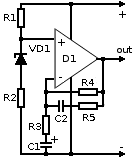 R1
+
VD1
+
D1
out
-
R4
R2
C2
R5
R3
+
C1
-